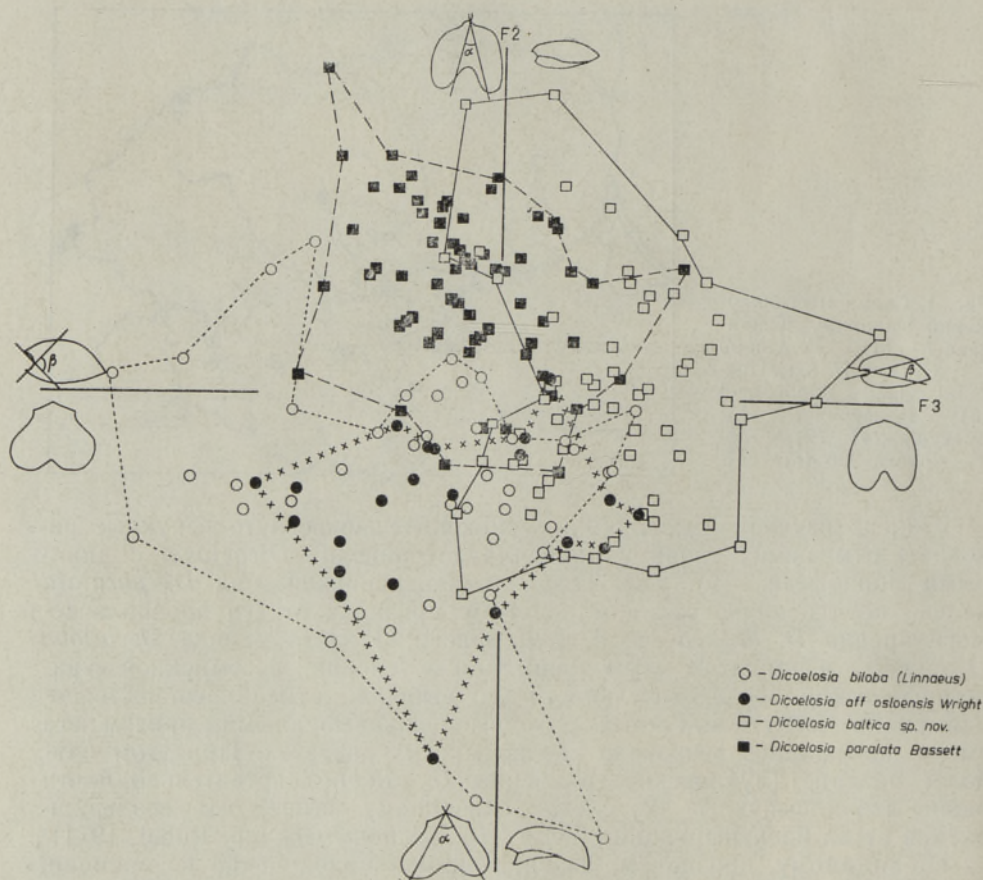 α
F2
β
β
F3
○ – Dicoelosia biloba (Linnaeus)
● – Dicoelosia aff osloensis Wright
□ – Dicoelosia baltica sp. nov.
■ – Dicoelosia paralata Bassett
α